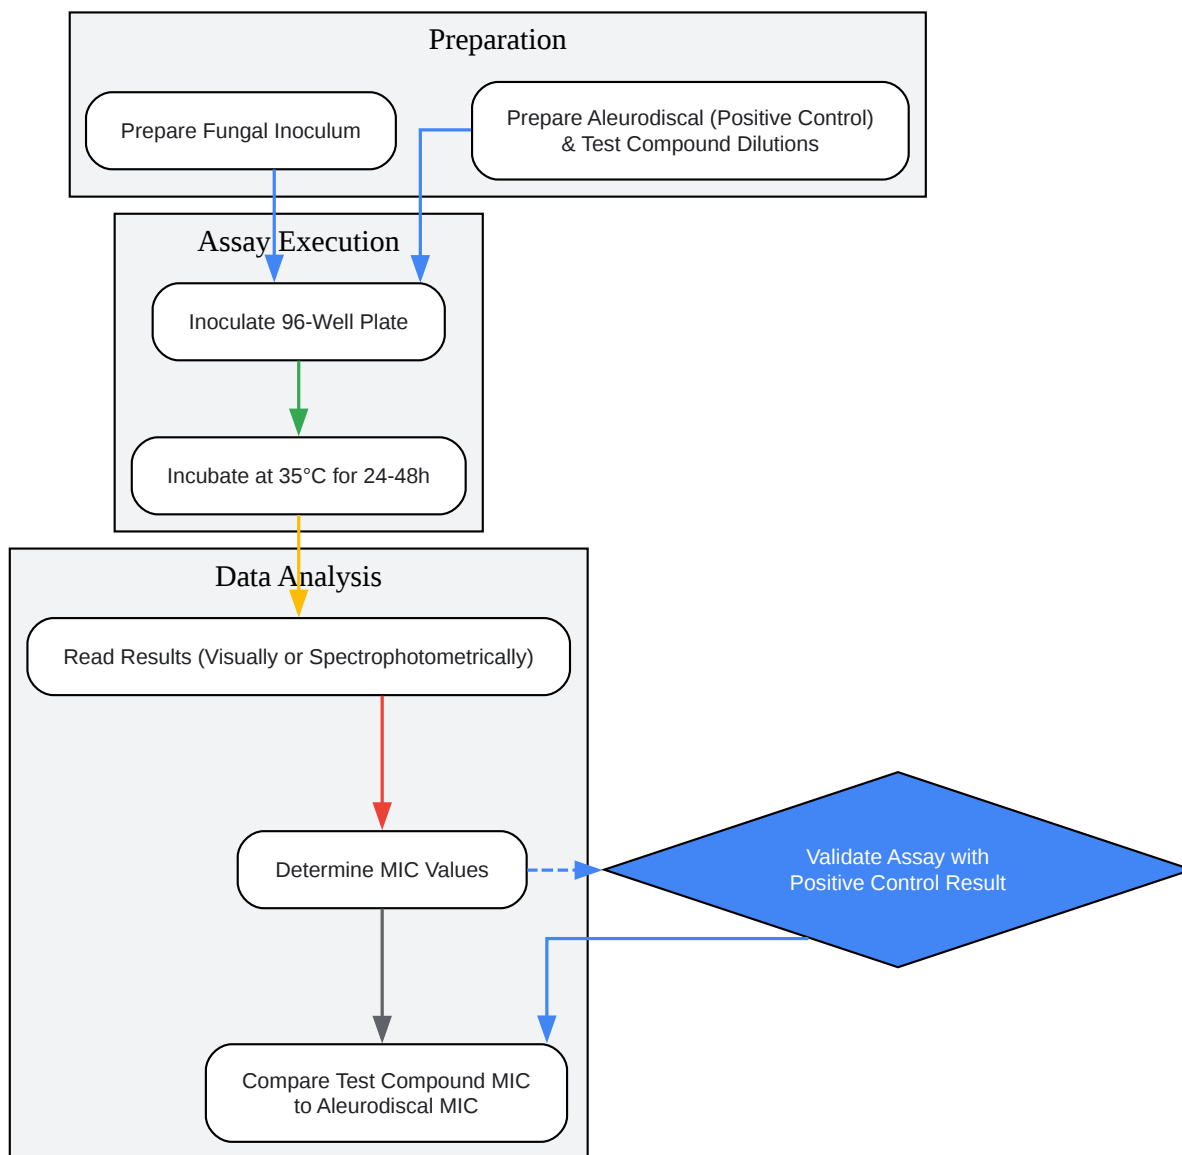 Preparation
Prepare Fungal Inoculum
Prepare Aleurodiscal (Positive Control)
& Test Compound Dilutions
Assay Execution
Inoculate 96-Well Plate
Incubate at 35°C for 24-48h
Data Analysis
Read Results (Visually or Spectrophotometrically)
Determine MIC Values
Validate Assay with
Positive Control Result
Compare Test Compound MIC
to Aleurodiscal MIC